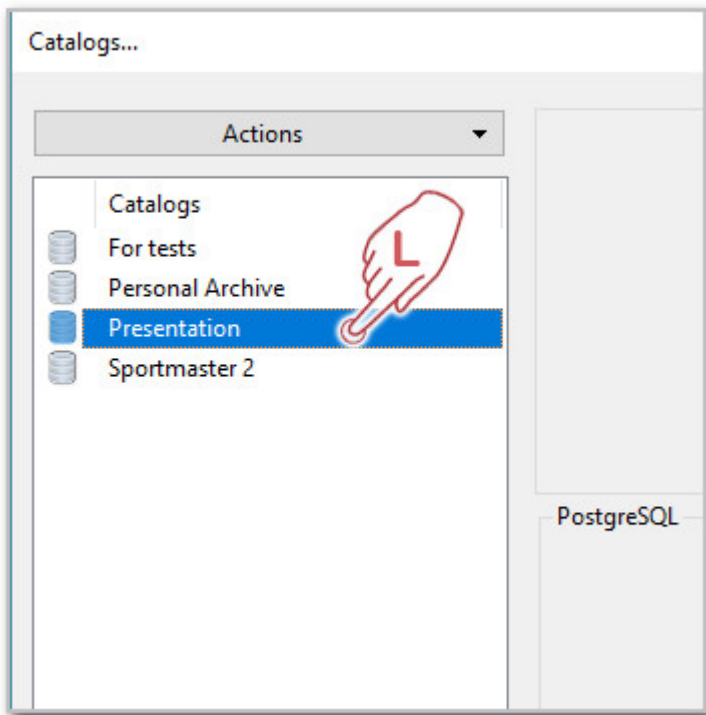 Catalogs...
Actions
Catalogs
For tests
Personal Archive
Presentation
Sportmaster 2
L
PostgreSQL